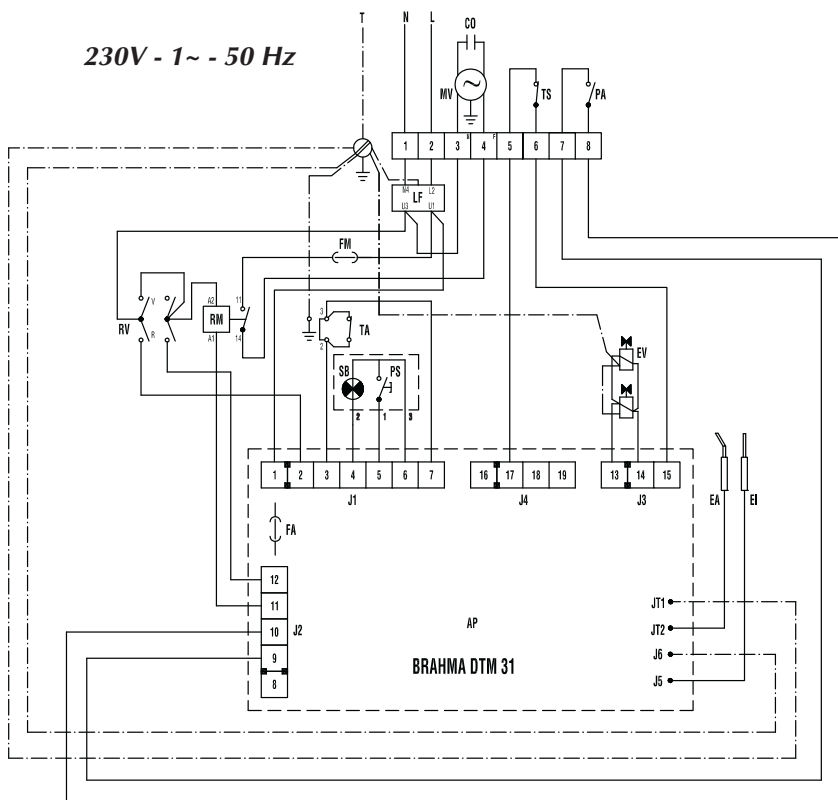 230V - 1~ - 50 Hz
T N L CO
MV TS PA
N F
1 2 3 4 5 6 7 8
N4 L2
LF
U3 U1
FM
V A2 11
RV RM
R A1 14
3
TA
2
SB PS
2 1 3
EV
1 2 3 4 5 6 7
J1
16 17 18 19
J4
13 14 15
J3
EA EI
FA
12
11
10 J2
9
8
AP
BRAHMA DTM 31
JT1
JT2
J6
J5